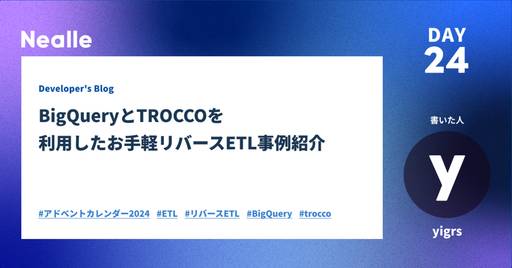 Nealle
DAY
24
Developer's Blog
BigQueryとTROCCOを
利用したお手軽リバースETL事例紹介
#アドベントカレンダー2024 #ETL #リバースETL #BigQuery #trocco
書いた人
y
yigrs